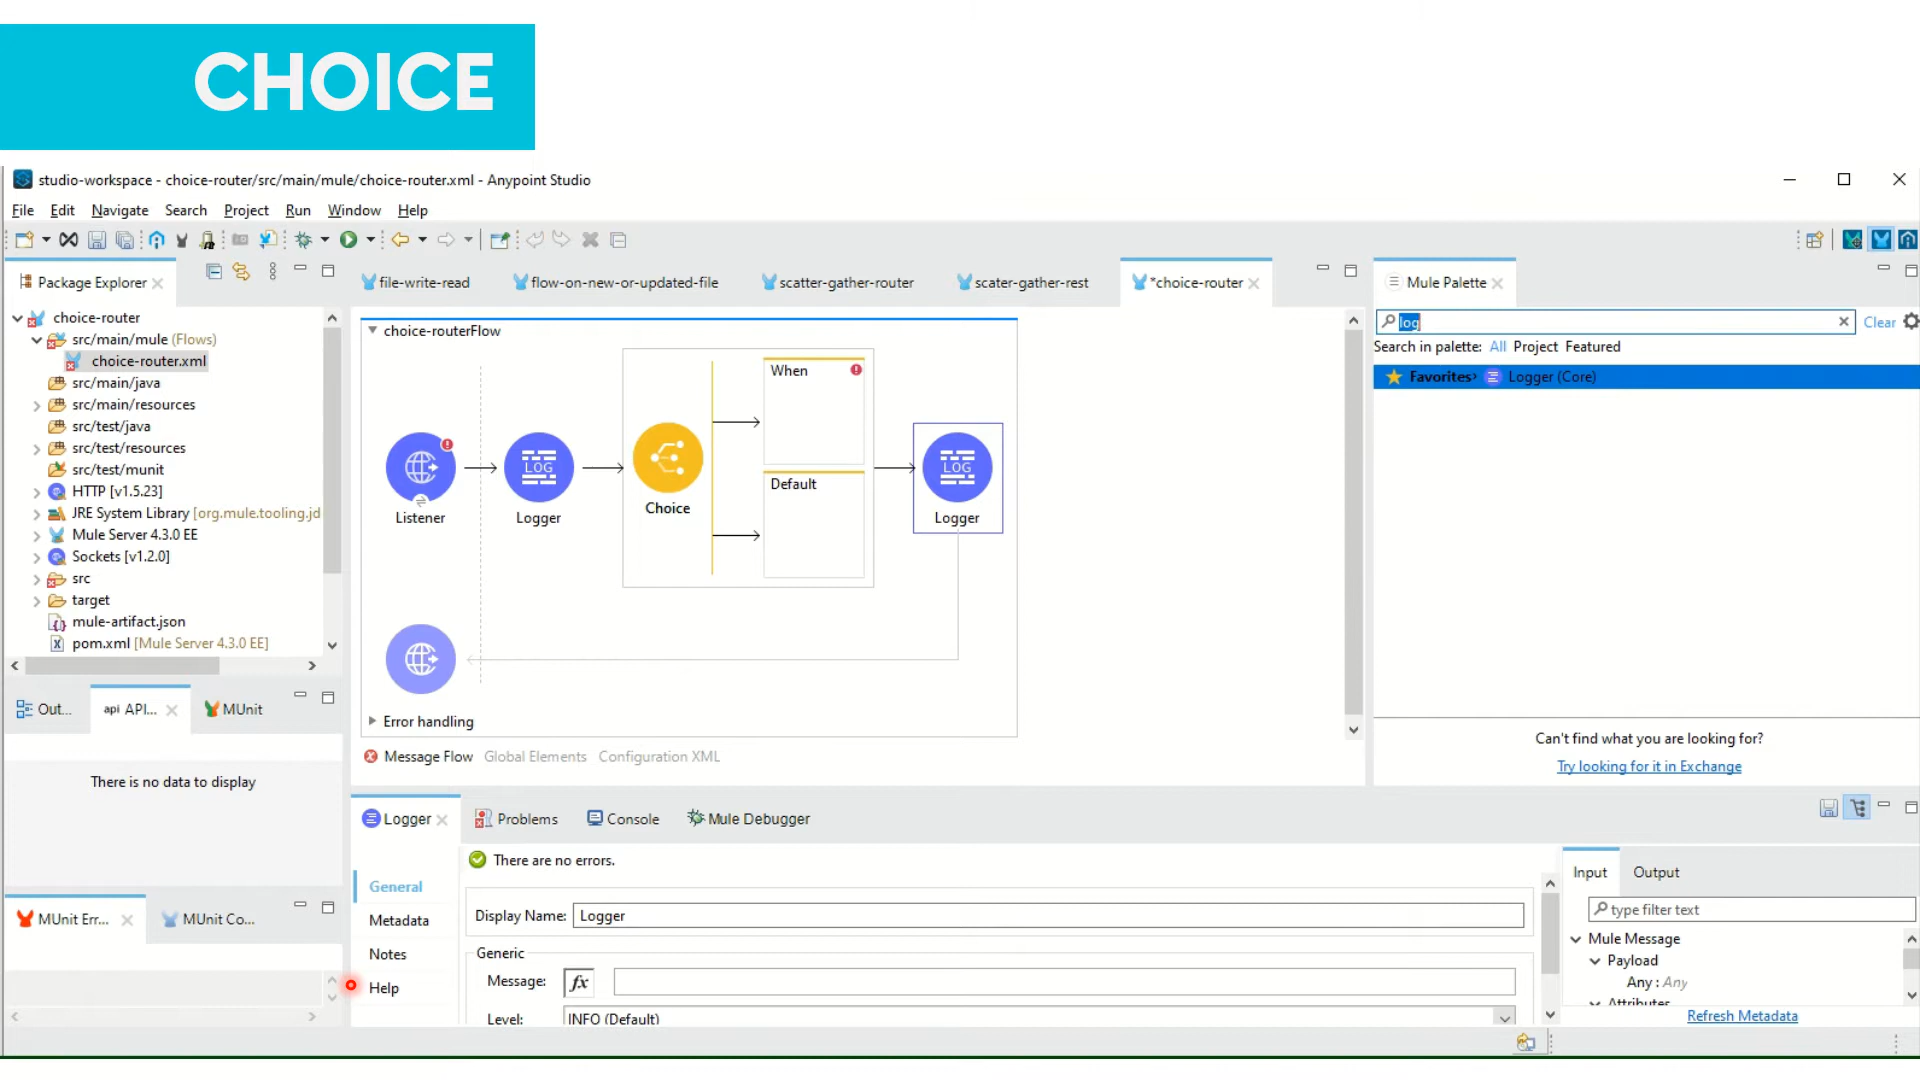 CHOICE
studio-workspace - choice-router/src/main/mule/choice-router.xml - Anypoint Studio
File Edit Navigate Search Project Run Window Help
Package Explorer
choice-router
src/main/mule (Flows)
choice-router.xml
src/main/java
src/main/resources
src/test/java
src/test/resources
src/test/munit
HTTP [v1.5.23]
JRE System Library [org.mule.tooling.jd
Mule Server 4.3.0 EE
Sockets [v1.2.0]
src
target
mule-artifact.json
pom.xml [Mule Server 4.3.0 EE]
Out... api API... MUnit
There is no data to display
MUnit Err... MUnit Co...
file-write-read flow-on-new-or-updated-file scatter-gather-router scater-gather-rest *choice-router
choice-routerFlow
When
Default
LOG
LOG
Listener
Logger
Choice
Logger
Error handling
Message Flow Global Elements Configuration XML
Mule Palette
log
Clear
Search in palette: All Project Featured
Favorites> Logger (Core)
Can't find what you are looking for?
Try looking for it in Exchange
Logger Problems Console Mule Debugger
There are no errors.
General
Metadata
Notes
Help
Display Name: Logger
Generic
Message: fx
Level: INFO (Default)
Input Output
type filter text
Mule Message
Payload
Any : Any
Attributes
Refresh Metadata